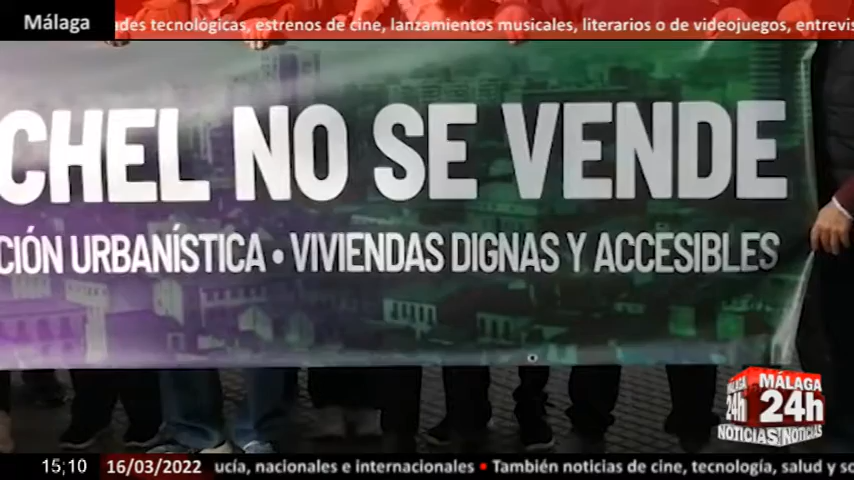 Málaga
des tecnológicas, estrenos de cine, lanzamientos musicales, literarios o de videojuegos, entrevis
CHEL NO SE VENDE
CIÓN URBANÍSTICA • VIVIENDAS DIGNAS Y ACCESIBLES
MÁLAGA MÁLAGA
24h 24h
NOTICIAS NOTICIAS
15:10 16/03/2022 ucía, nacionales e internacionales • También noticias de cine, tecnología, salud y so